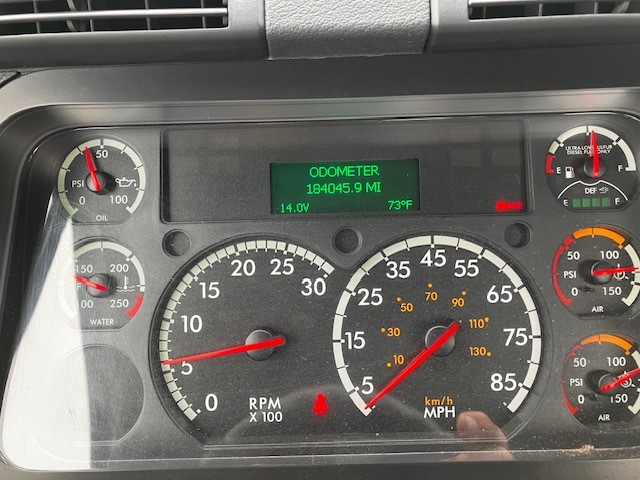 ODOMETER
184045.9 MI
14.0V 73°F
50
PSI
0 100
OIL
150 200
100 250
WATER
0
5
10
15
20
25
30
RPM
X 100
5
15
25
35
45
55
65
75
85
10
30
50
70
90
110
130
km/h
MPH
ULTRA LOW SULFUR
DIESEL FUEL ONLY
E F
DEF
E F
50 100
PSI
0 150
AIR
50 100
PSI
0 150
AIR